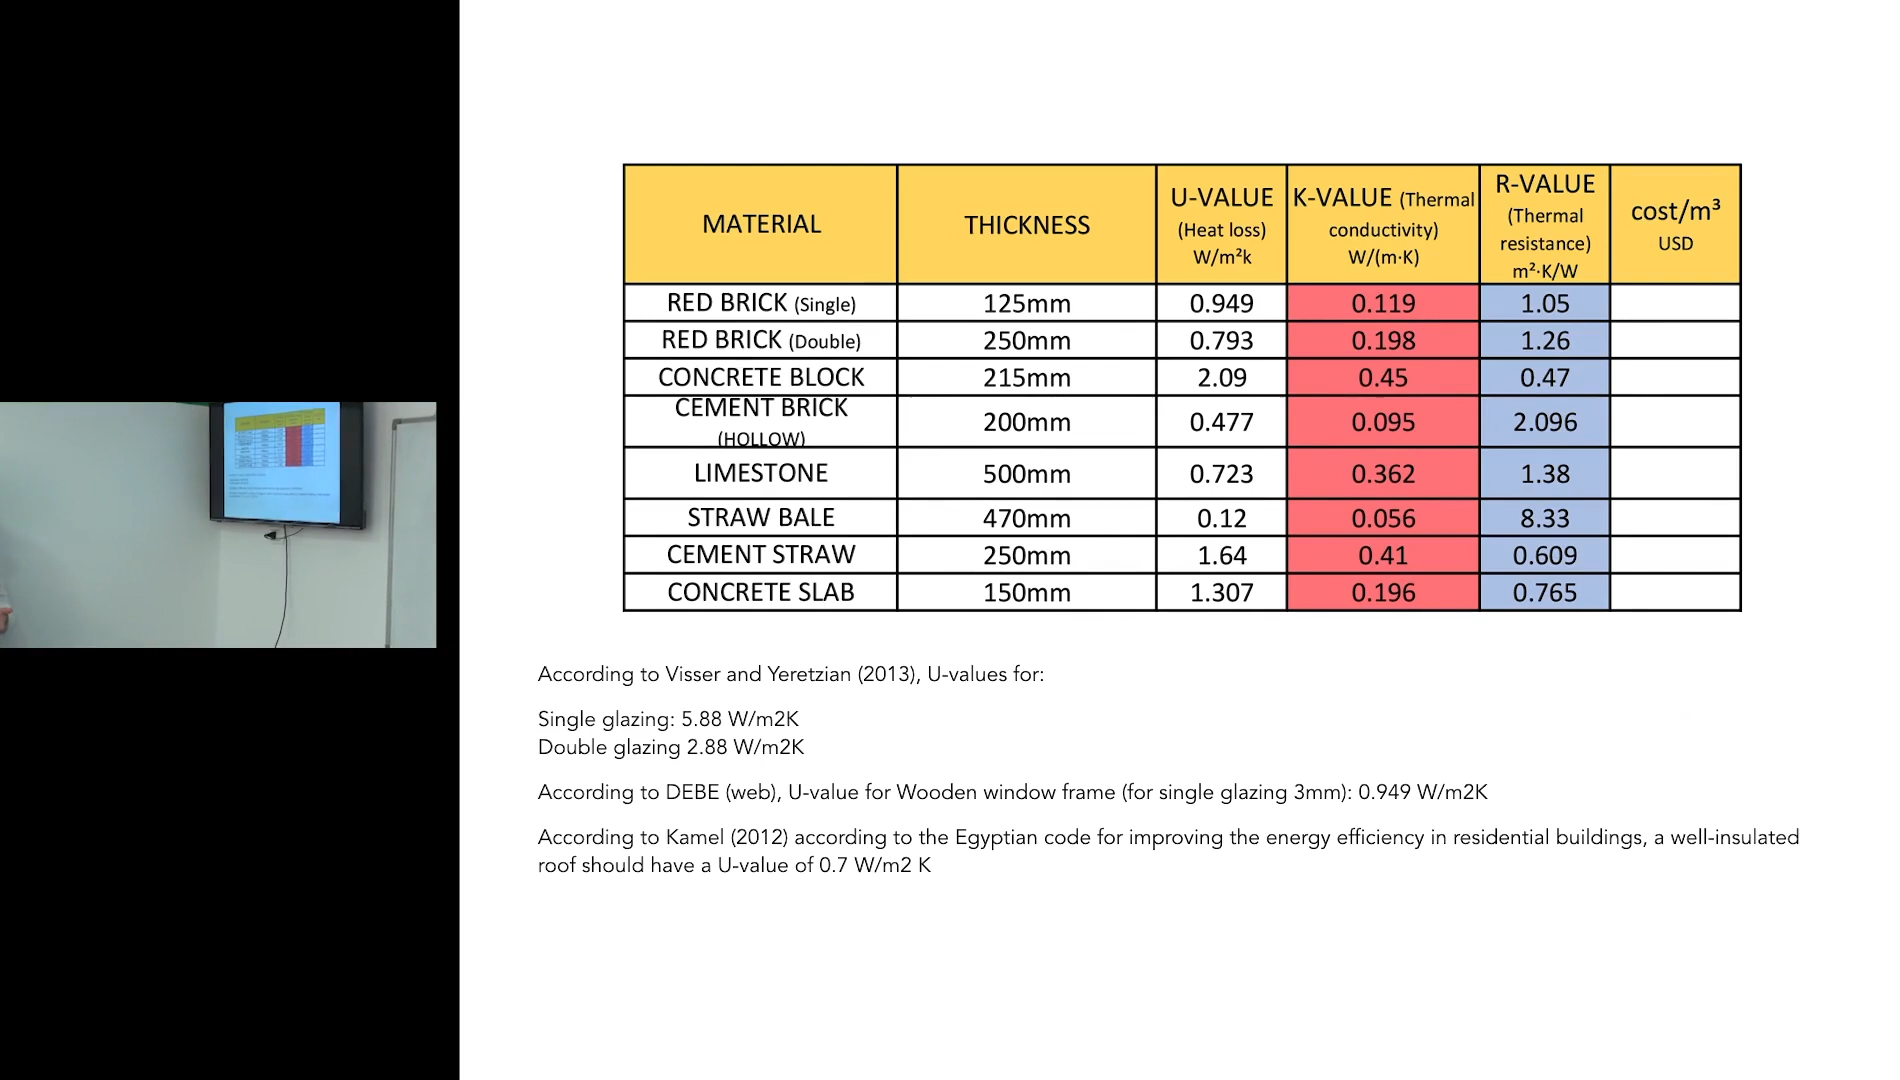 MATERIAL THICKNESS U-VALUE (Heat loss) W/m²k K-VALUE (Thermal conductivity) W/(m·K) R-VALUE (Thermal resistance) m²·K/W cost/m³ USD
RED BRICK (Single) 125mm 0.949 0.119 1.05
RED BRICK (Double) 250mm 0.793 0.198 1.26
CONCRETE BLOCK 215mm 2.09 0.45 0.47
CEMENT BRICK (HOLLOW) 200mm 0.477 0.095 2.096
LIMESTONE 500mm 0.723 0.362 1.38
STRAW BALE 470mm 0.12 0.056 8.33
CEMENT STRAW 250mm 1.64 0.41 0.609
CONCRETE SLAB 150mm 1.307 0.196 0.765
According to Visser and Yeretzian (2013), U-values for:
Single glazing: 5.88 W/m2K
Double glazing 2.88 W/m2K
According to DEBE (web), U-value for Wooden window frame (for single glazing 3mm): 0.949 W/m2K
According to Kamel (2012) according to the Egyptian code for improving the energy efficiency in residential buildings, a well-insulated
roof should have a U-value of 0.7 W/m2 K